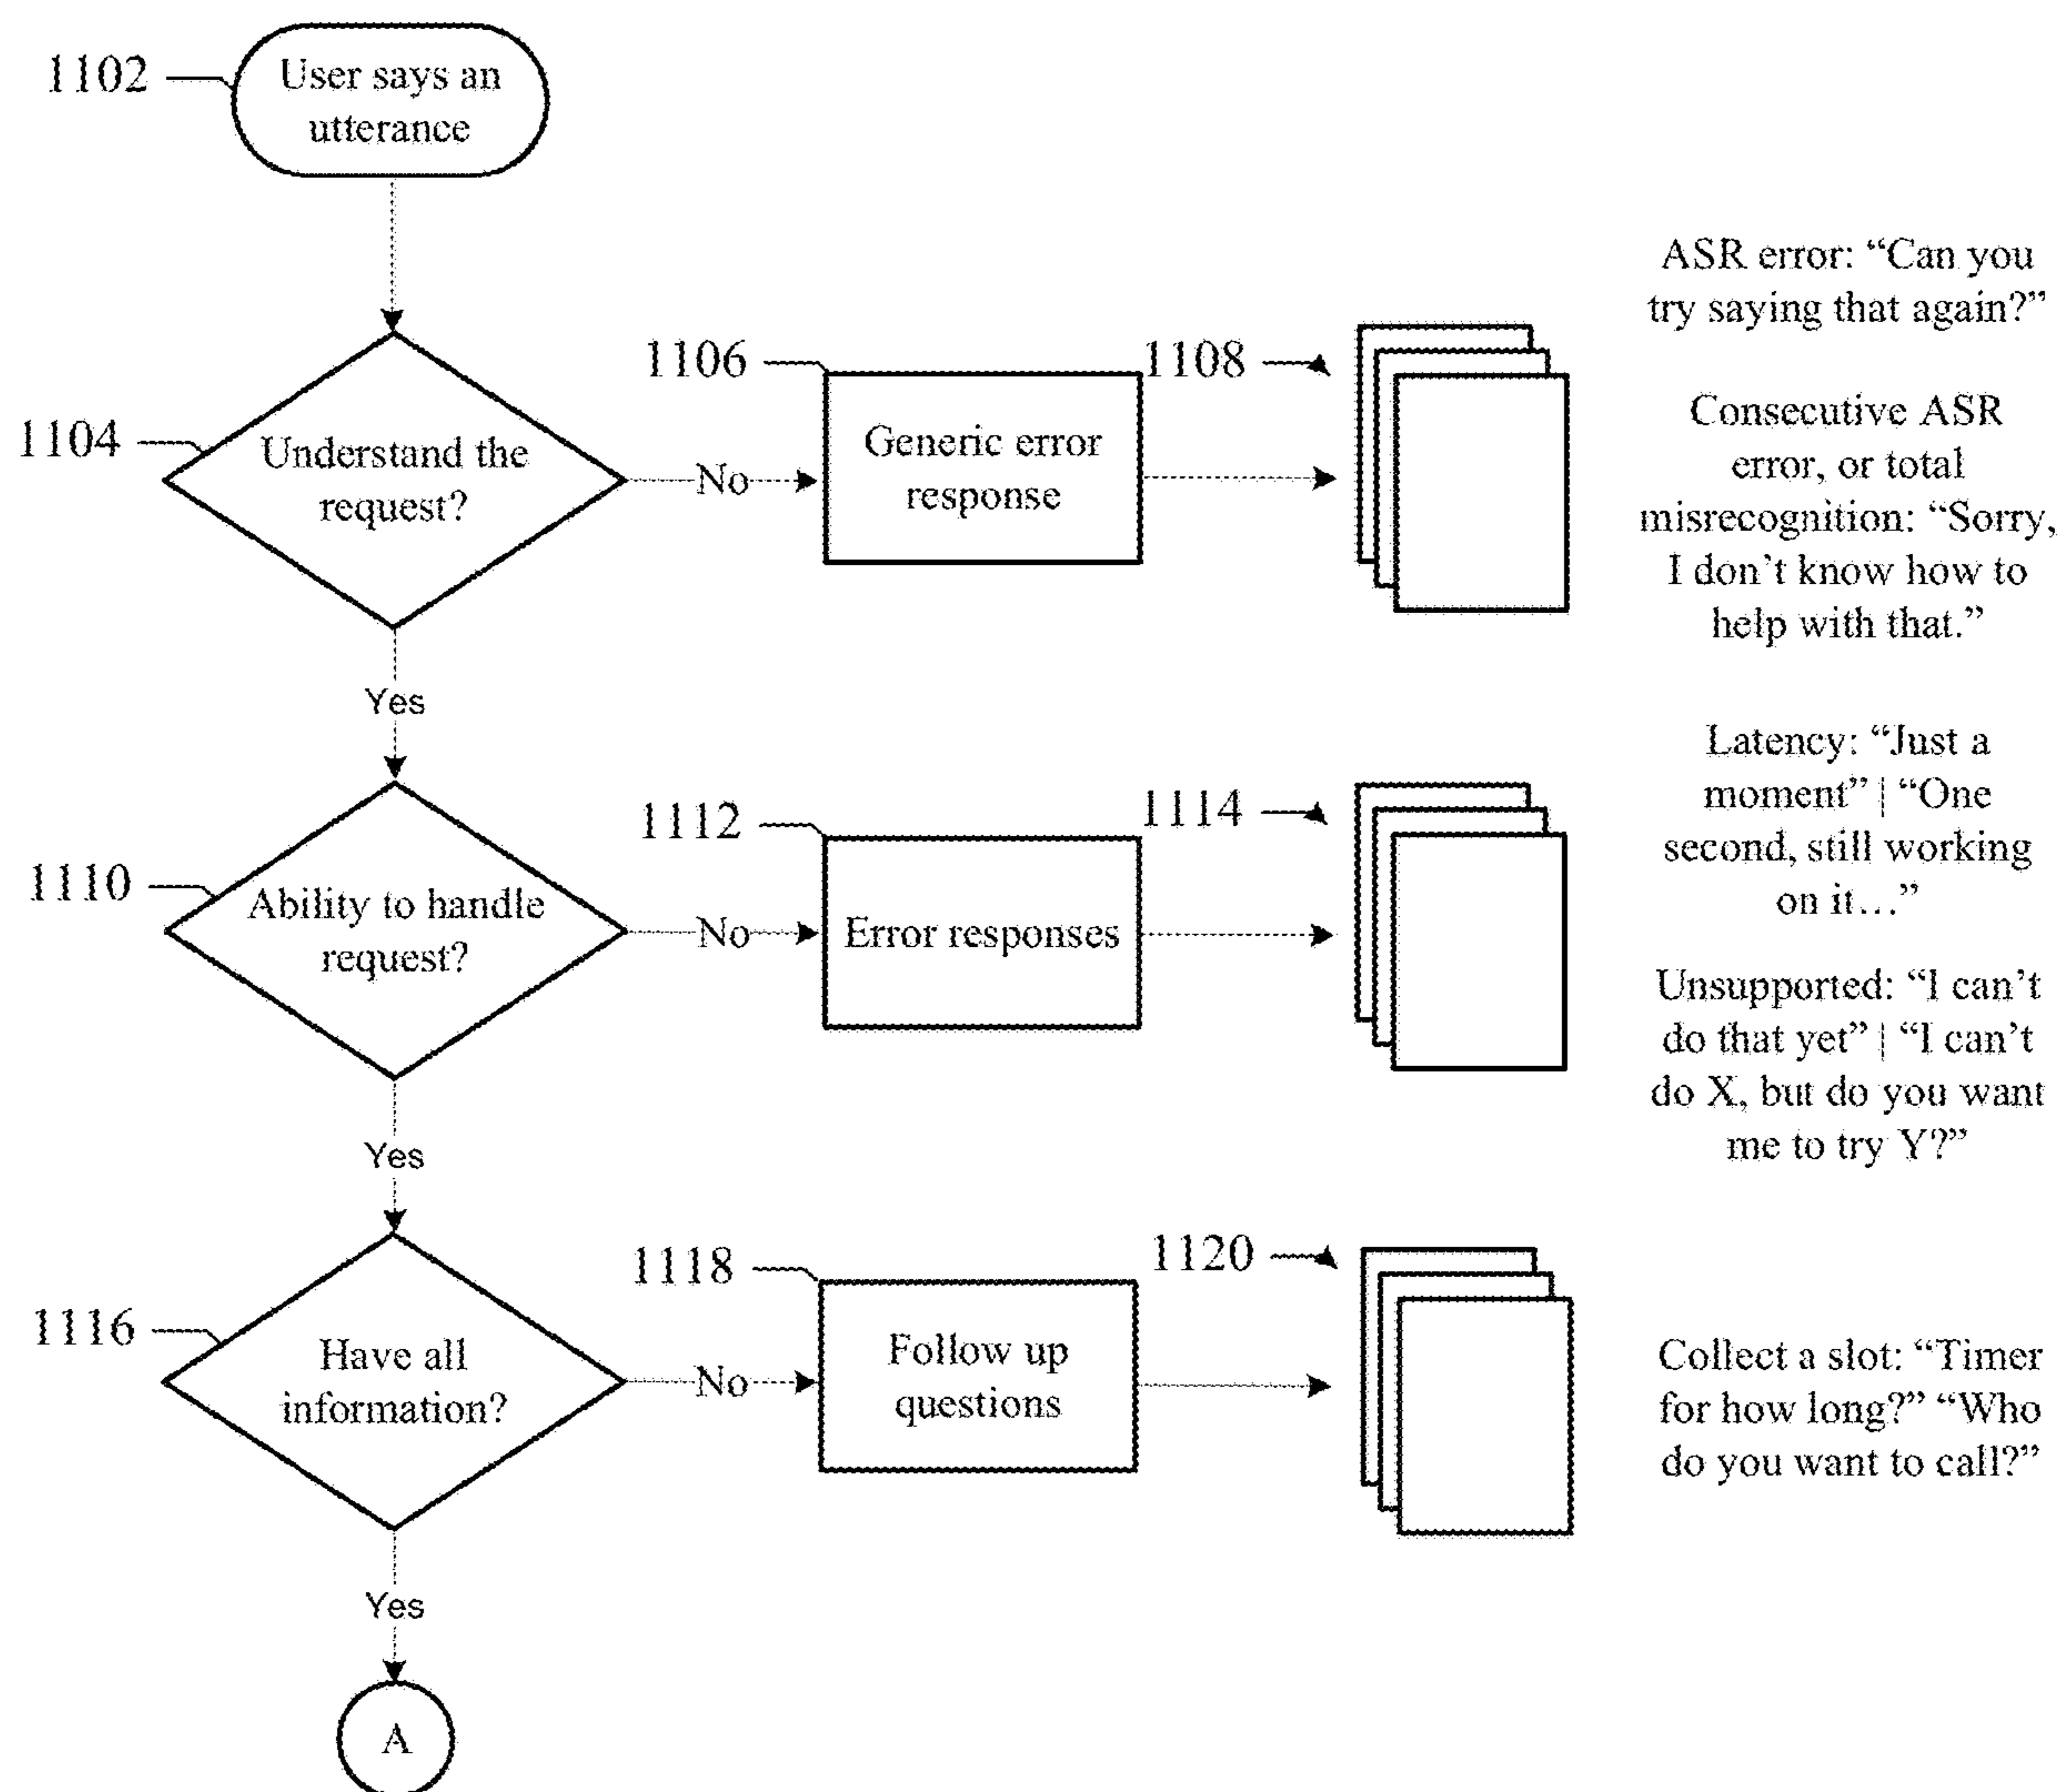 1102
User says an
utterance
1104
Understand the
request?
No
1106
Generic error
response
1108
ASR error: “Can you
try saying that again?”
Consecutive ASR
error, or total
misrecognition: “Sorry,
I don’t know how to
help with that.”
Yes
1110
Ability to handle
request?
No
1112
Error responses
1114
Latency: “Just a
moment” | “One
second, still working
on it…”
Unsupported: “I can’t
do that yet” | “I can’t
do X, but do you want
me to try Y?”
Yes
1116
Have all
information?
No
1118
Follow up
questions
1120
Collect a slot: “Timer
for how long?” “Who
do you want to call?”
Yes
A